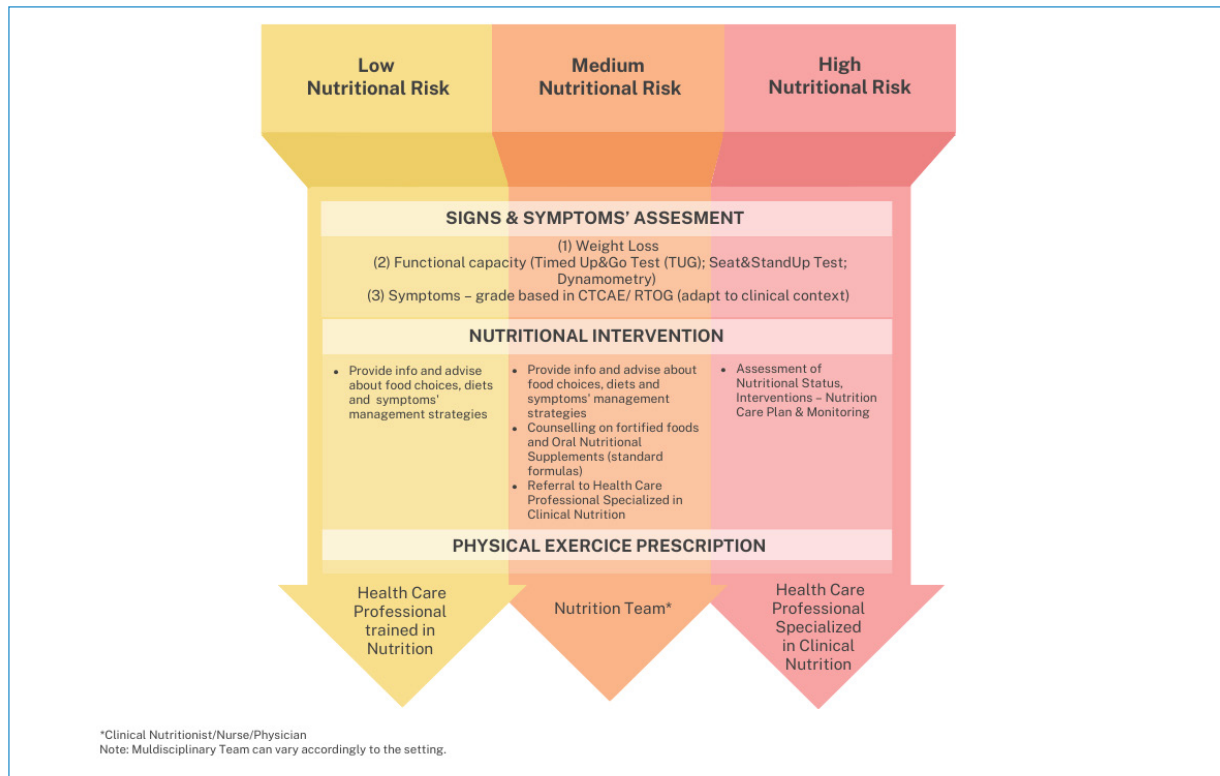 Low
Nutritional Risk
Medium
Nutritional Risk
High
Nutritional Risk
SIGNS & SYMPTOMS' ASSESMENT
(1) Weight Loss
(2) Functional capacity (Timed Up&Go Test (TUG); Seat&StandUp Test;
Dynamometry)
(3) Symptoms – grade based in CTCAE/ RTOG (adapt to clinical context)
NUTRITIONAL INTERVENTION
• Provide info and advise
about food choices, diets
and symptoms'
management strategies
• Provide info and advise about
food choices, diets and
symptoms' management
strategies
• Counselling on fortified foods
and Oral Nutritional
Supplements (standard
formulas)
• Referral to Health Care
Professional Specialized in
Clinical Nutrition
• Assessment of
Nutritional Status,
Interventions – Nutrition
Care Plan & Monitoring
PHYSICAL EXERCICE PRESCRIPTION
Health Care
Professional
trained in
Nutrition
Nutrition Team*
Health Care
Professional
Specialized
in Clinical
Nutrition
*Clinical Nutritionist/Nurse/Physician
Note: Muldisciplinary Team can vary accordingly to the setting.